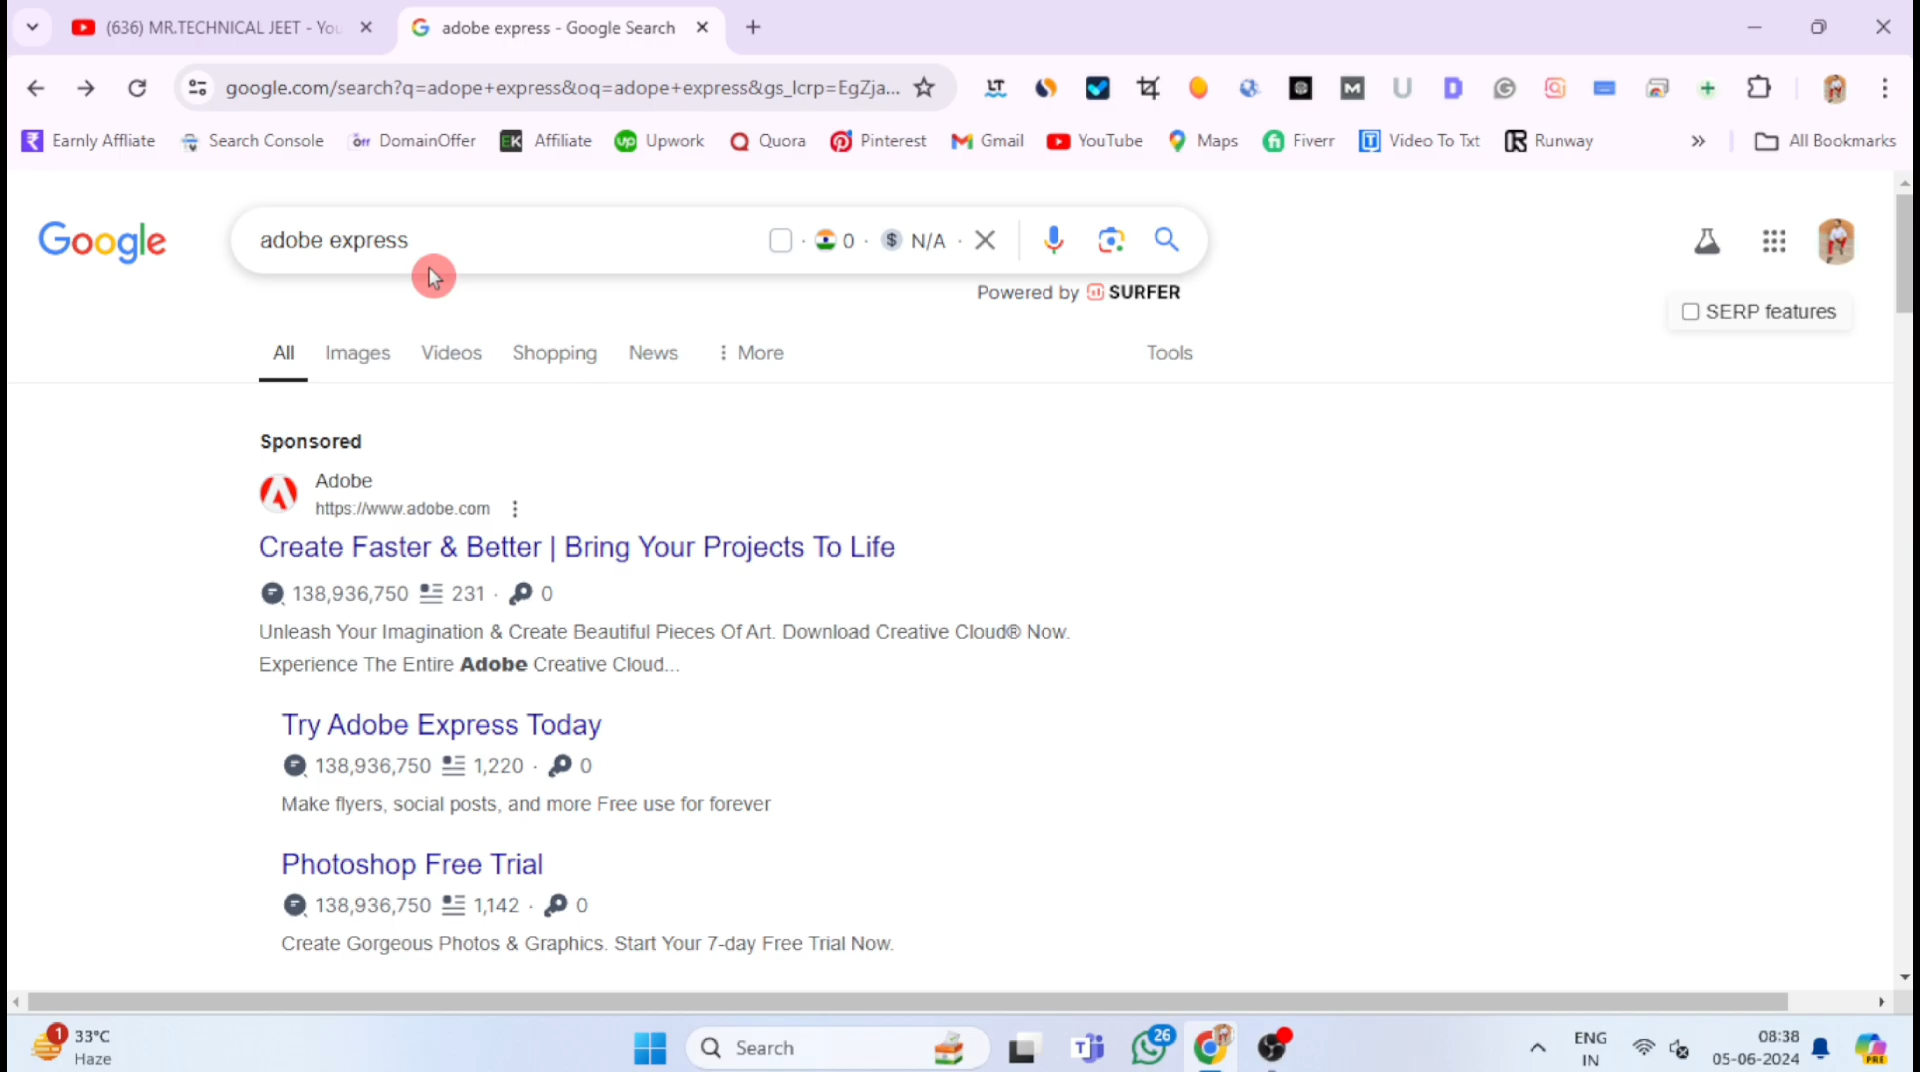 (636) MR.TECHNICAL JEET - You
adobe express - Google Search
google.com/search?q=adope+express&oq=adope+express&gs_lcrp=EgZja...
Earnly Affliate
Search Console
DomainOffer
Affiliate
Upwork
Quora
Pinterest
Gmail
YouTube
Maps
Fiverr
Video To Txt
Runway
All Bookmarks
Google
adobe express
0 · $ N/A ·
Powered by SURFER
SERP features
All
Images
Videos
Shopping
News
More
Tools
Sponsored
Adobe
https://www.adobe.com
Create Faster & Better | Bring Your Projects To Life
138,936,750 231 · 0
Unleash Your Imagination & Create Beautiful Pieces Of Art. Download Creative Cloud® Now.
Experience The Entire Adobe Creative Cloud...
Try Adobe Express Today
138,936,750 1,220 · 0
Make flyers, social posts, and more Free use for forever
Photoshop Free Trial
138,936,750 1,142 · 0
Create Gorgeous Photos & Graphics. Start Your 7-day Free Trial Now.
1
33°C
Haze
Search
26
ENG
IN
08:38
05-06-2024
PRE